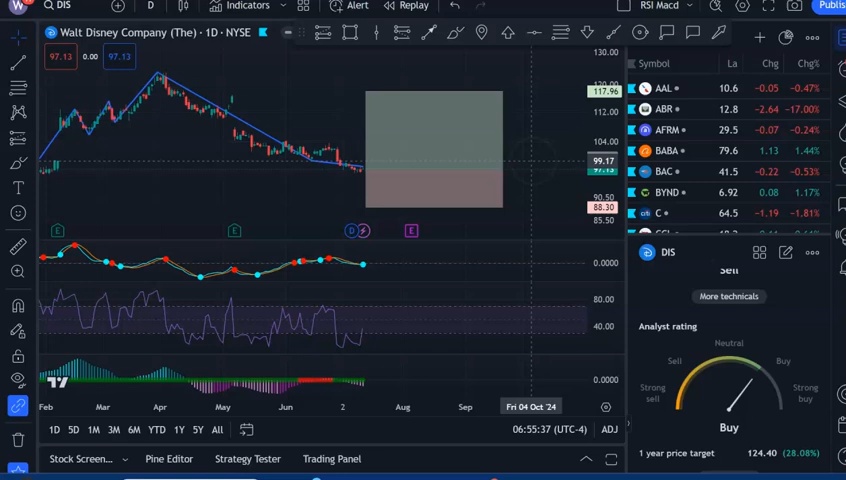 W DIS D Indicators Alert Replay RSI Macd Publis
Walt Disney Company (The) · 1D · NYSE
97.13 0.00 97.13
130.00
117.96
112.00
104.00
99.17
97.13
90.50
88.30
85.50
E E D E
0.0000
80.00
40.00
0.0000
Feb Mar Apr May Jun 2 Aug Sep Fri 04 Oct '24
1D 5D 1M 3M 6M YTD 1Y 5Y All 06:55:37 (UTC-4) ADJ
Stock Screen... Pine Editor Strategy Tester Trading Panel
Symbol La Chg Chg%
AAL 10.6 −0.05 −0.47%
ABR 12.8 −2.64 −17.00%
AFRM 29.5 −0.07 −0.24%
BABA 79.6 1.13 1.44%
BAC 41.5 −0.22 −0.53%
BYND 6.92 0.08 1.17%
citi C 64.5 −1.19 −1.81%
DIS
Sell
More technicals
Analyst rating
Neutral
Sell Buy
Strong sell Strong buy
Buy
1 year price target 124.40 (28.08%)